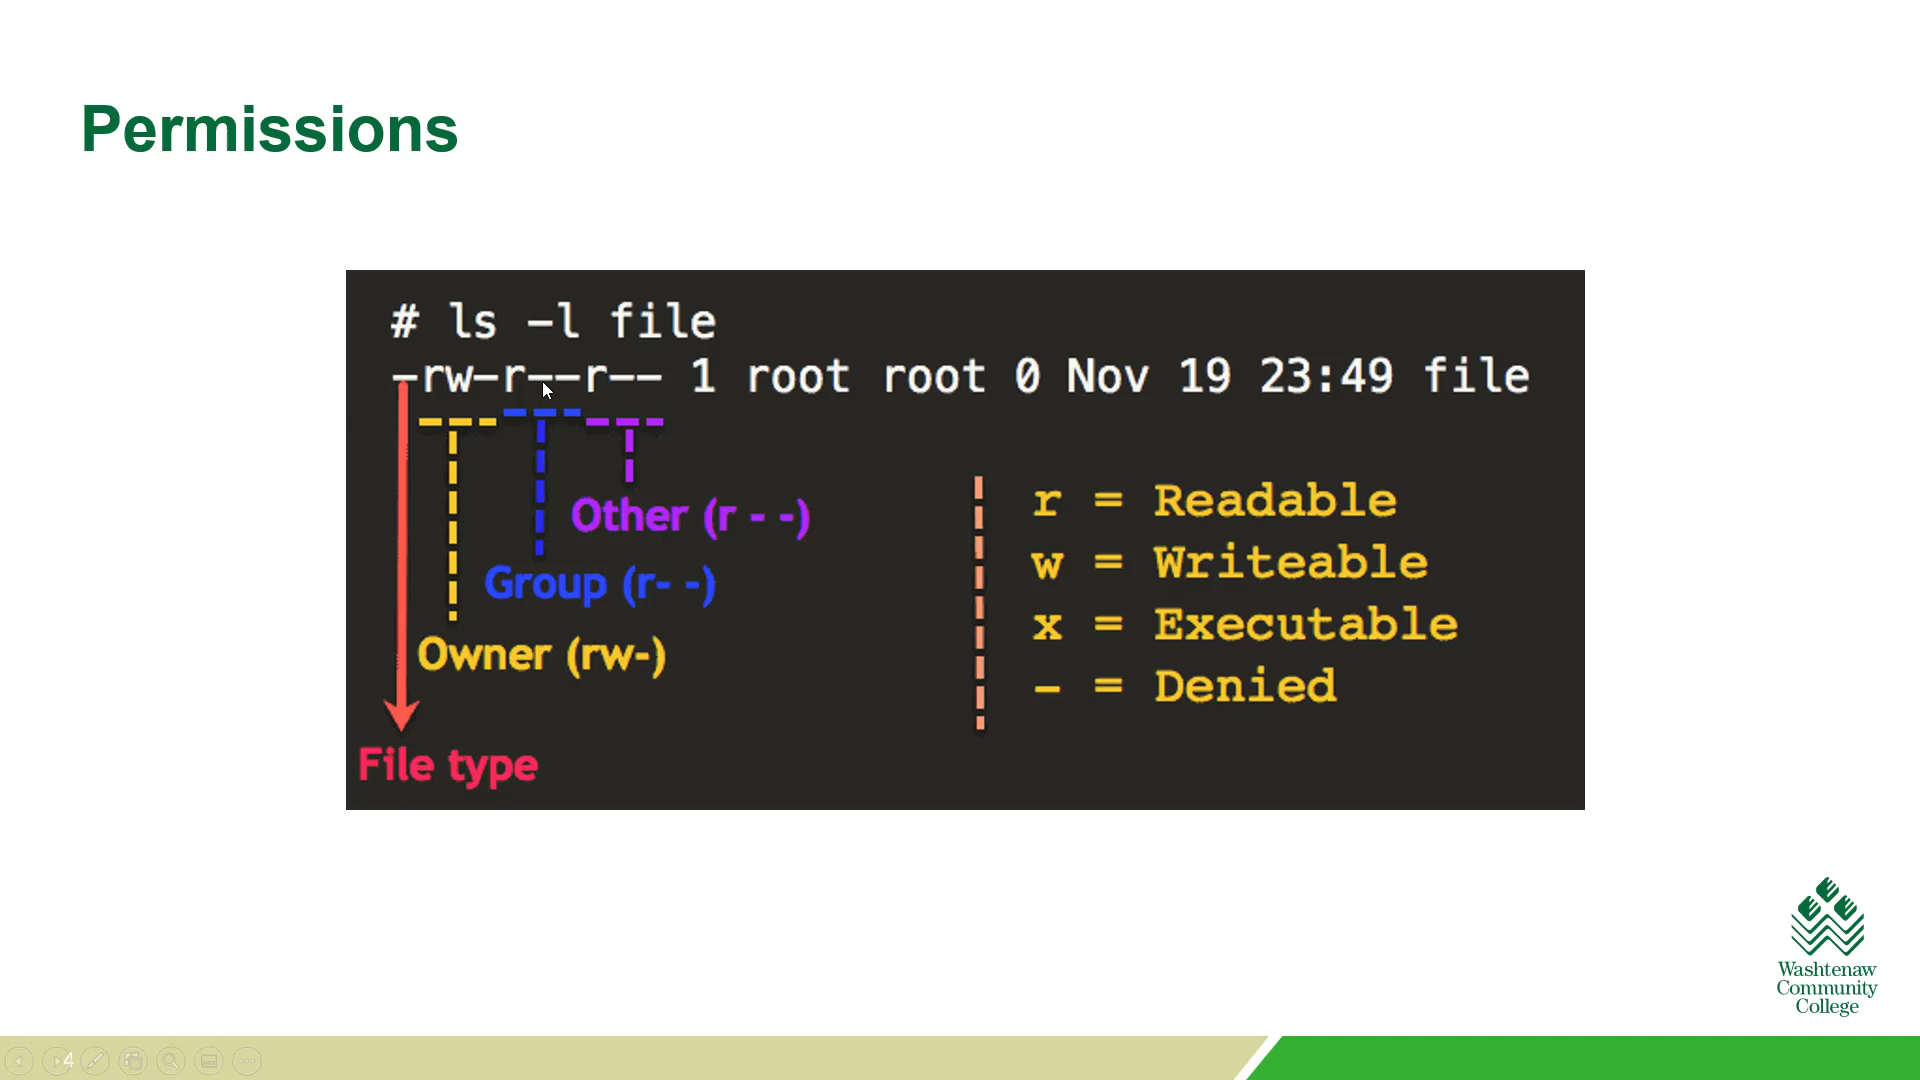 Permissions
# ls -l file
-rw-r--r-- 1 root root 0 Nov 19 23:49 file
Other (r - -)
Group (r- -)
Owner (rw-)
File type
r = Readable
w = Writeable
x = Executable
- = Denied
Washtenaw
Community
College
4